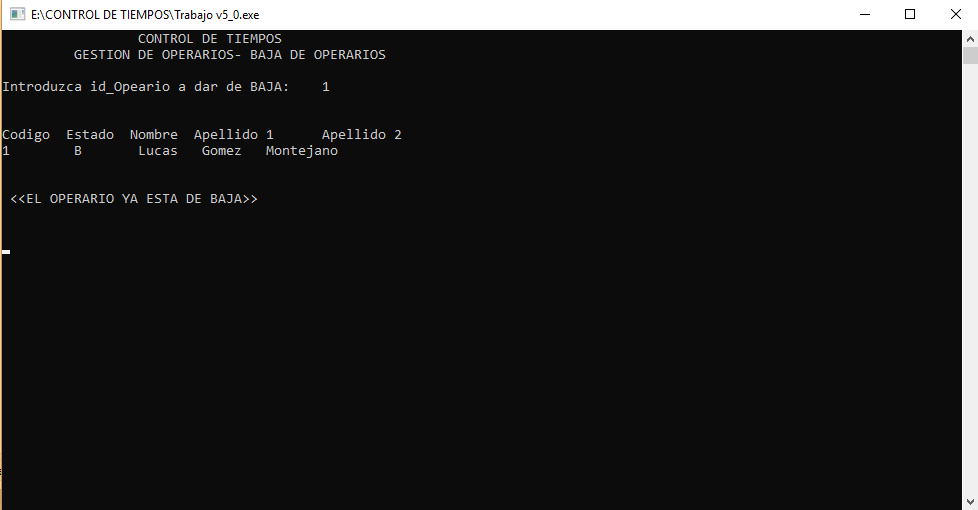 E:\CONTROL DE TIEMPOS\Trabajo v5_0.exe
CONTROL DE TIEMPOS
GESTION DE OPERARIOS- BAJA DE OPERARIOS
Introduzca id_Opeario a dar de BAJA: 1
Codigo Estado Nombre Apellido 1 Apellido 2
1 B Lucas Gomez Montejano
<<EL OPERARIO YA ESTA DE BAJA>>